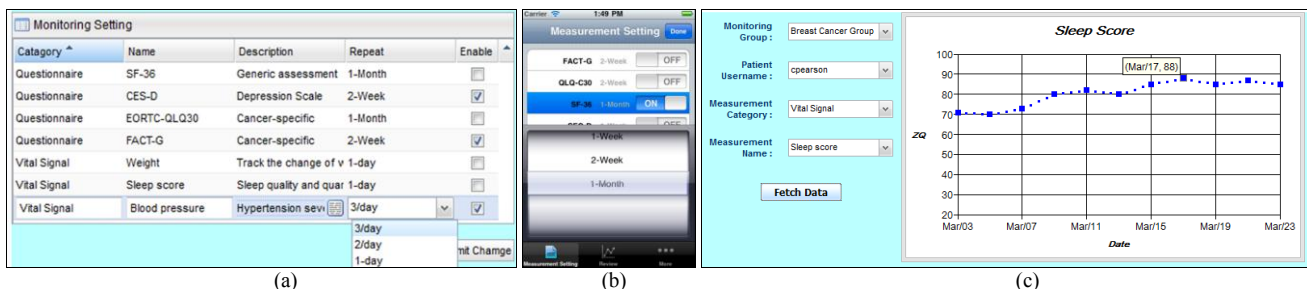 Monitoring Setting
Catagory Name Description Repeat Enable
Questionnaire SF-36 Generic assessment 1-Month
Questionnaire CES-D Depression Scale 2-Week
Questionnaire EORTC-QLQ30 Cancer-specific 1-Month
Questionnaire FACT-G Cancer-specific 2-Week
Vital Signal Weight Track the change of v 1-day
Vital Signal Sleep score Sleep quality and quar 1-day
Vital Signal Blood pressure Hypertension seve 3/day
3/day
2/day
1-day
mit Chamge
(a)
Carrier 1:49 PM
Measurement Setting Done
FACT-G 2-Week OFF
QLQ-C30 2-Week OFF
SF-36 1-Month ON
OFF
1-Week
2-Week
1-Month
Measurement Setting Review More
(b)
Monitoring
Group : Breast Cancer Group
Patient
Username : cpearson
Measurement
Category : Vital Signal
Measurement
Name : Sleep score
Fetch Data
Sleep Score
(Mar/17, 88)
100
90
80
70
ZQ 60
50
40
30
20
Mar/03 Mar/07 Mar/11 Mar/15 Mar/19 Mar/23
Date
(c)